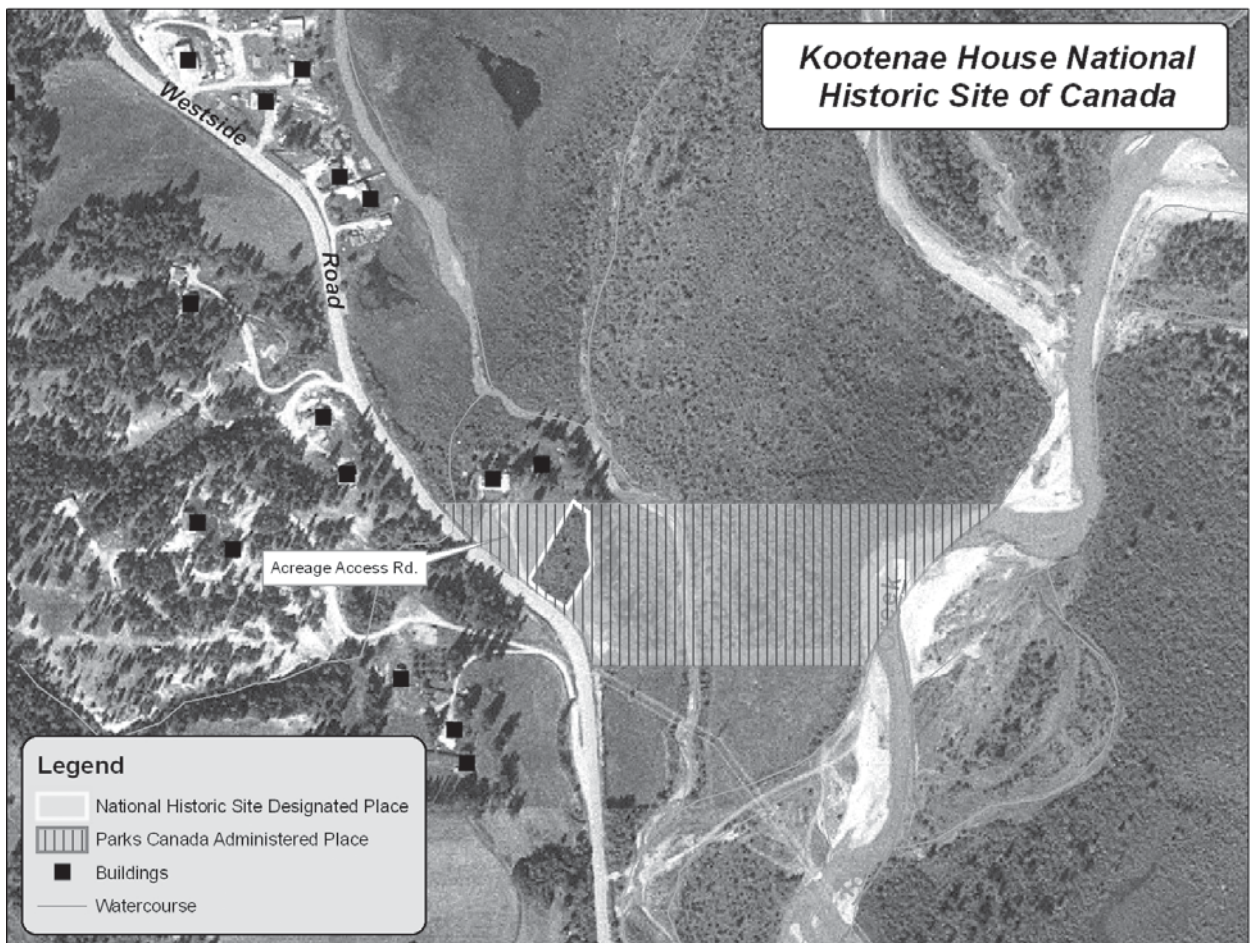 Kootenae House National
Historic Site of Canada
Westside
Road
Acreage Access Rd.
Legend
National Historic Site Designated Place
Parks Canada Administered Place
Buildings
Watercourse